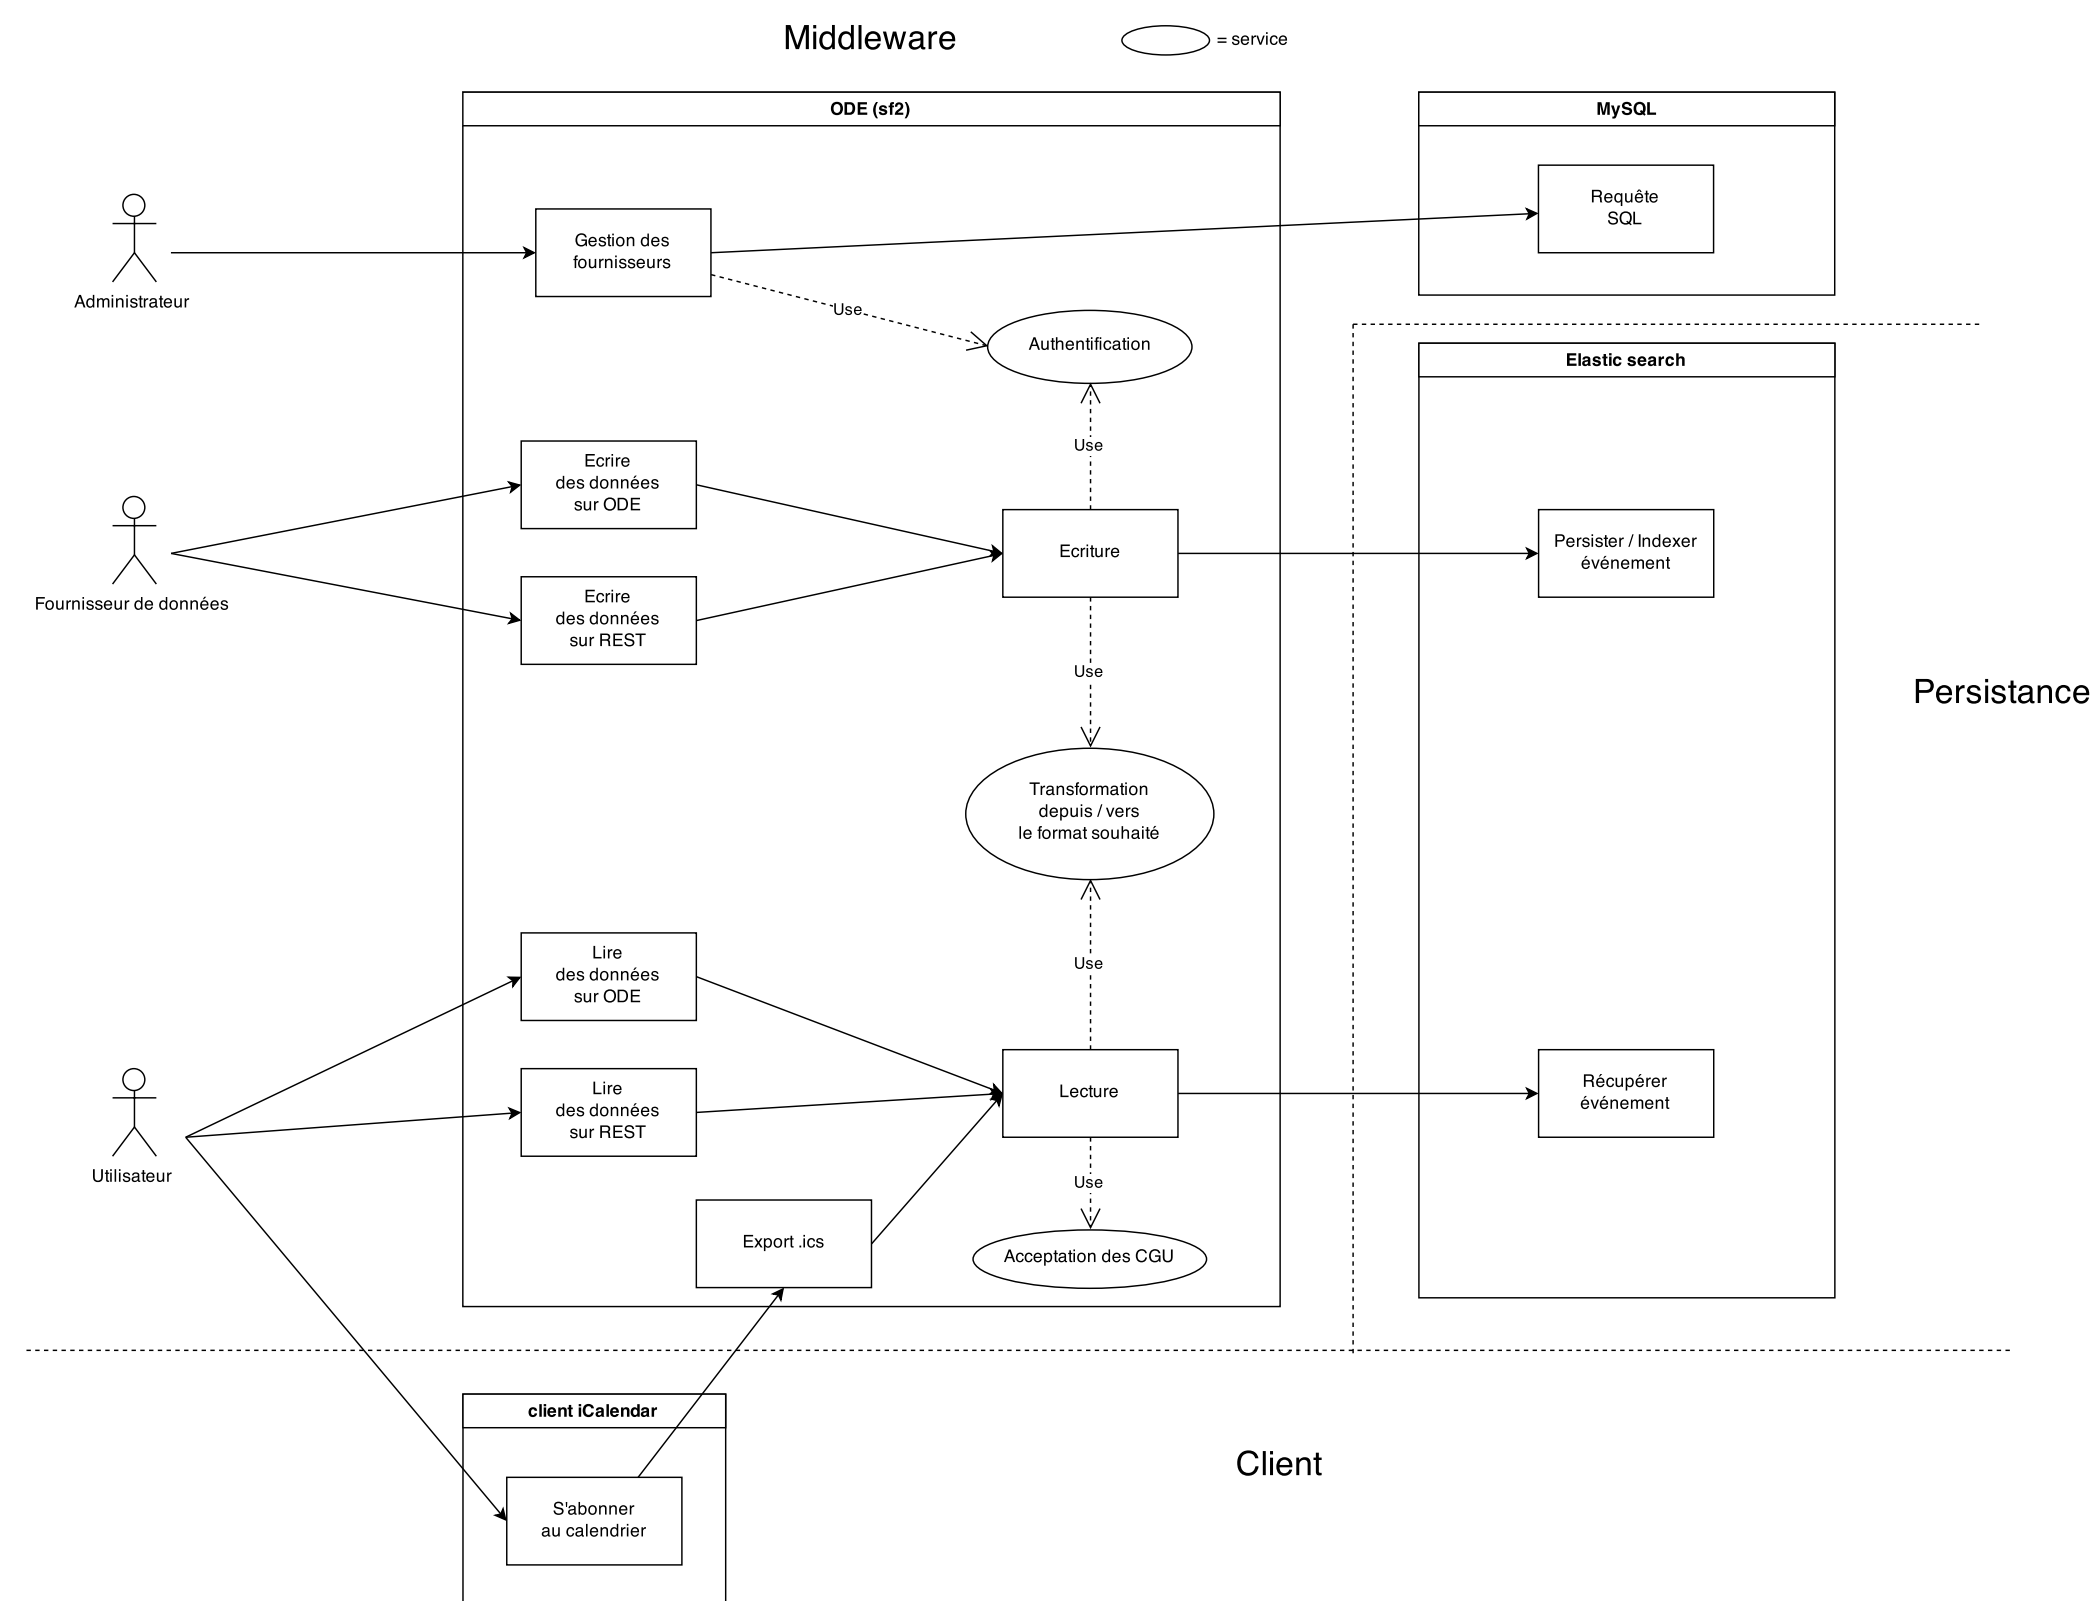 Middleware
= service
ODE (sf2)
MySQL
Requête
SQL
Gestion des
fournisseurs
Administrateur
Use
Authentification
Elastic search
Use
Ecrire
des données
sur ODE
Ecriture
Persister / Indexer
événement
Fournisseur de données
Ecrire
des données
sur REST
Use
Persistance
Transformation
depuis / vers
le format souhaité
Use
Lire
des données
sur ODE
Lecture
Récupérer
événement
Lire
des données
sur REST
Utilisateur
Use
Export .ics
Acceptation des CGU
client iCalendar
Client
S'abonner
au calendrier